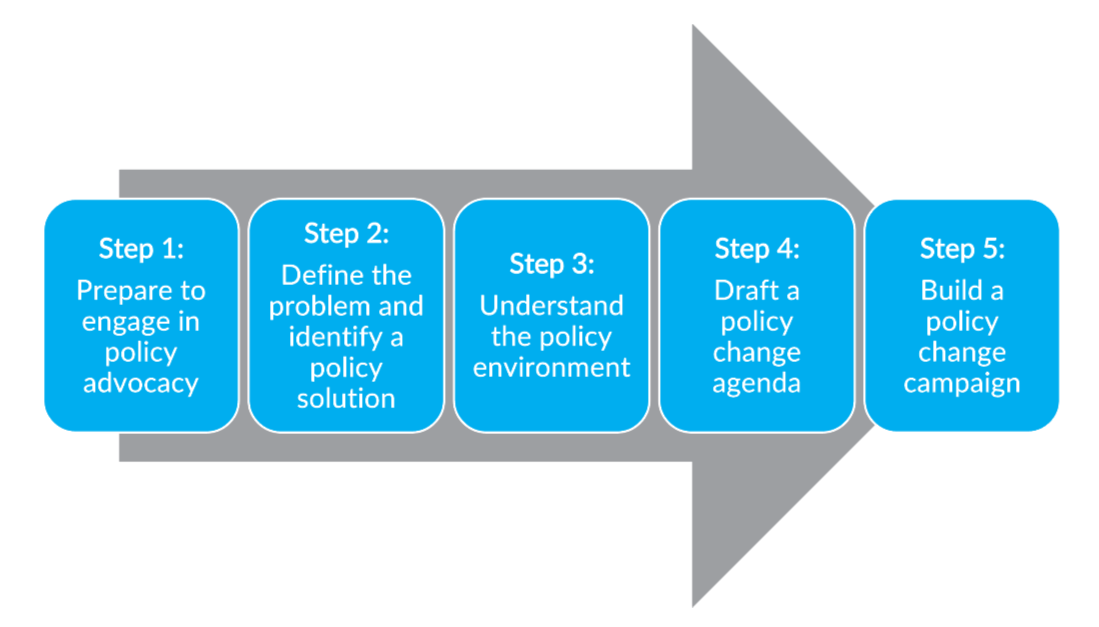 Step 1:
Prepare to
engage in
policy
advocacy
Step 2:
Define the
problem and
identify a
policy
solution
Step 3:
Understand
the policy
environment
Step 4:
Draft a
policy
change
agenda
Step 5:
Build a
policy
change
campaign